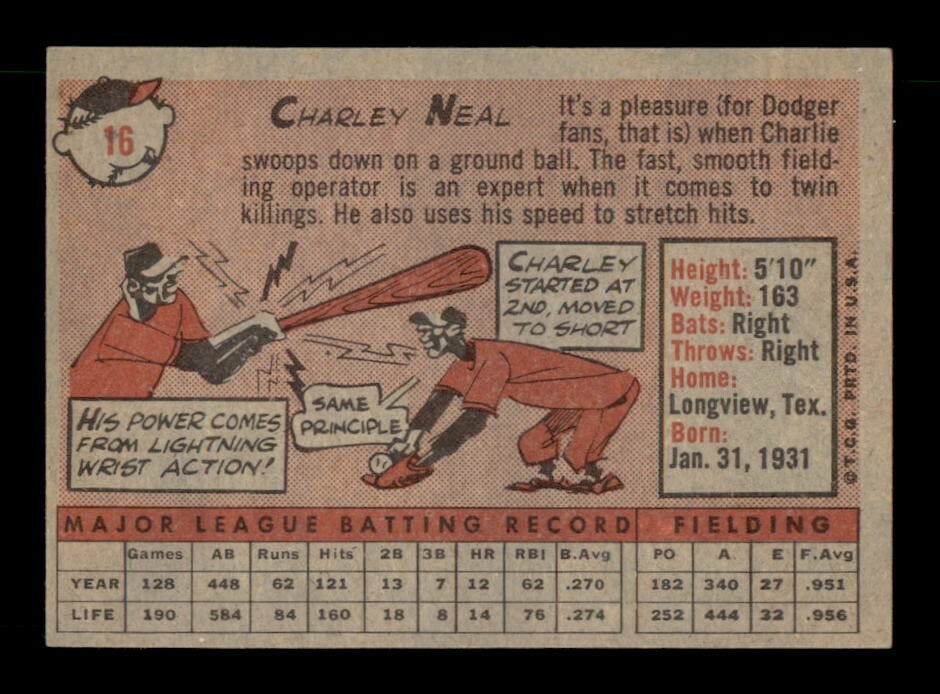 16
CHARLEY NEAL
It's a pleasure (for Dodger
fans, that is) when Charlie
swoops down on a ground ball. The fast, smooth field-
ing operator is an expert when it comes to twin
killings. He also uses his speed to stretch hits.
CHARLEY
STARTED AT
2ND, MOVED
TO SHORT
SAME
PRINCIPLE
HIS POWER COMES
FROM LIGHTNING
WRIST ACTION!
Height: 5'10"
Weight: 163
Bats: Right
Throws: Right
Home:
Longview, Tex.
Born:
Jan. 31, 1931
©T.C.G. PRTD. IN U.S.A.
MAJOR LEAGUE BATTING RECORD FIELDING
Games AB Runs Hits 2B 3B HR RBI B.Avg PO A E F.Avg
YEAR 128 448 62 121 13 7 12 62 .270 182 340 27 .951
LIFE 190 584 84 160 18 8 14 76 .274 252 444 32 .956